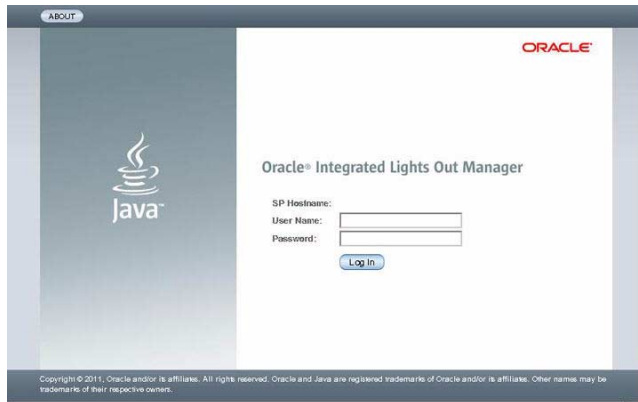 ABOUT
ORACLE®
Java™
Oracle® Integrated Lights Out Manager
SP Hostname:
User Name:
Password:
Log In
Copyright © 2011, Oracle and/or its affiliates. All rights reserved. Oracle and Java are registered trademarks of Oracle and/or its affiliates. Other names may be
trademarks of their respective owners.